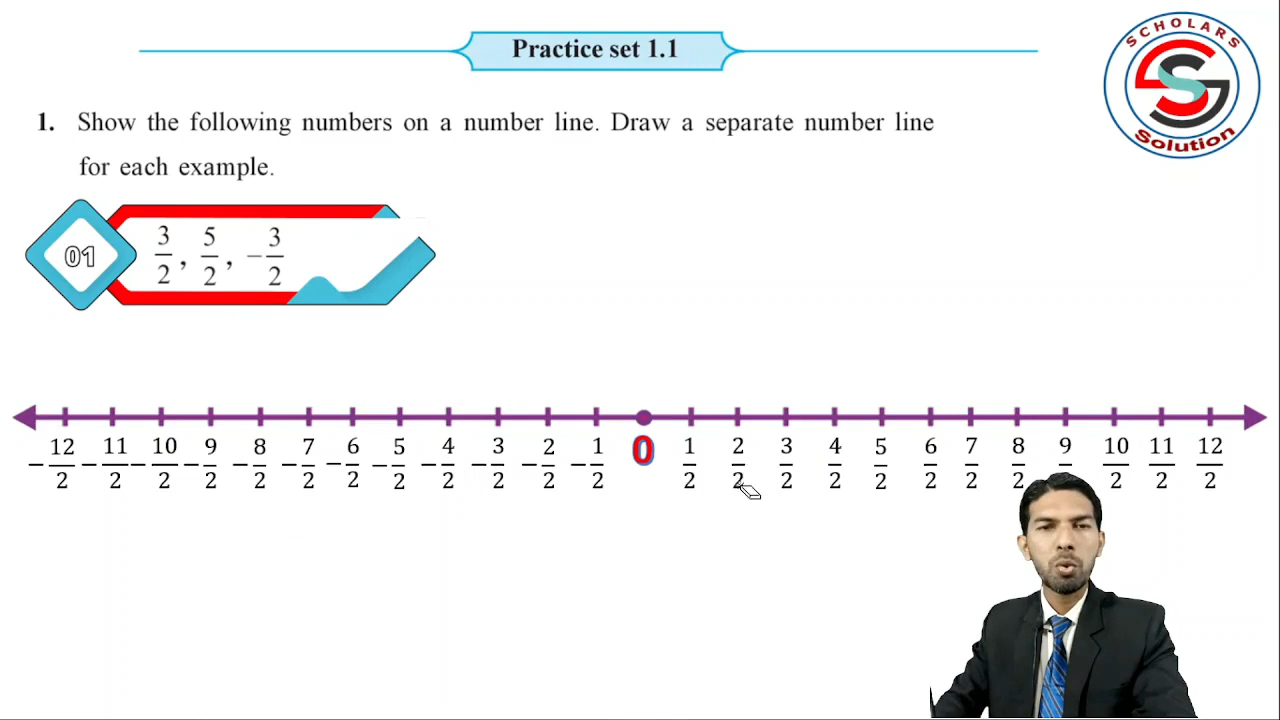 Practice set 1.1
SCHOLARS
Solution
1. Show the following numbers on a number line. Draw a separate number line
for each example.
01
3/2, 5/2, -3/2
-12/2 -11/2 -10/2 -9/2 -8/2 -7/2 -6/2 -5/2 -4/2 -3/2 -2/2 -1/2 0 1/2 2/2 3/2 4/2 5/2 6/2 7/2 8/2 9/ 10/2 11/2 12/2